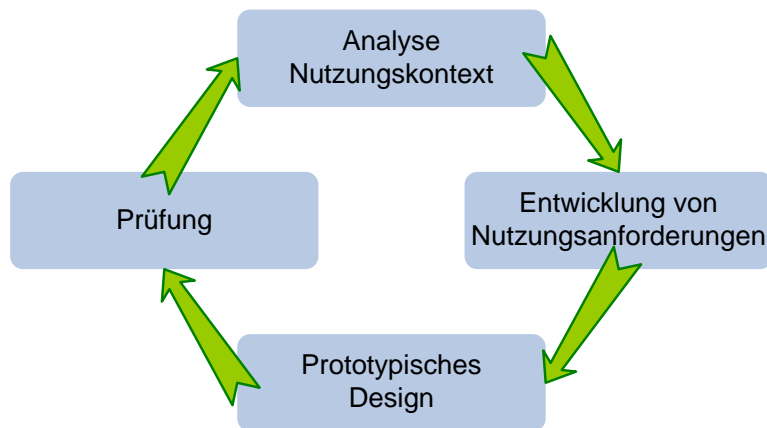 Analyse
Nutzungskontext
Entwicklung von
Nutzungsanforderungen
Prototypisches
Design
Prüfung